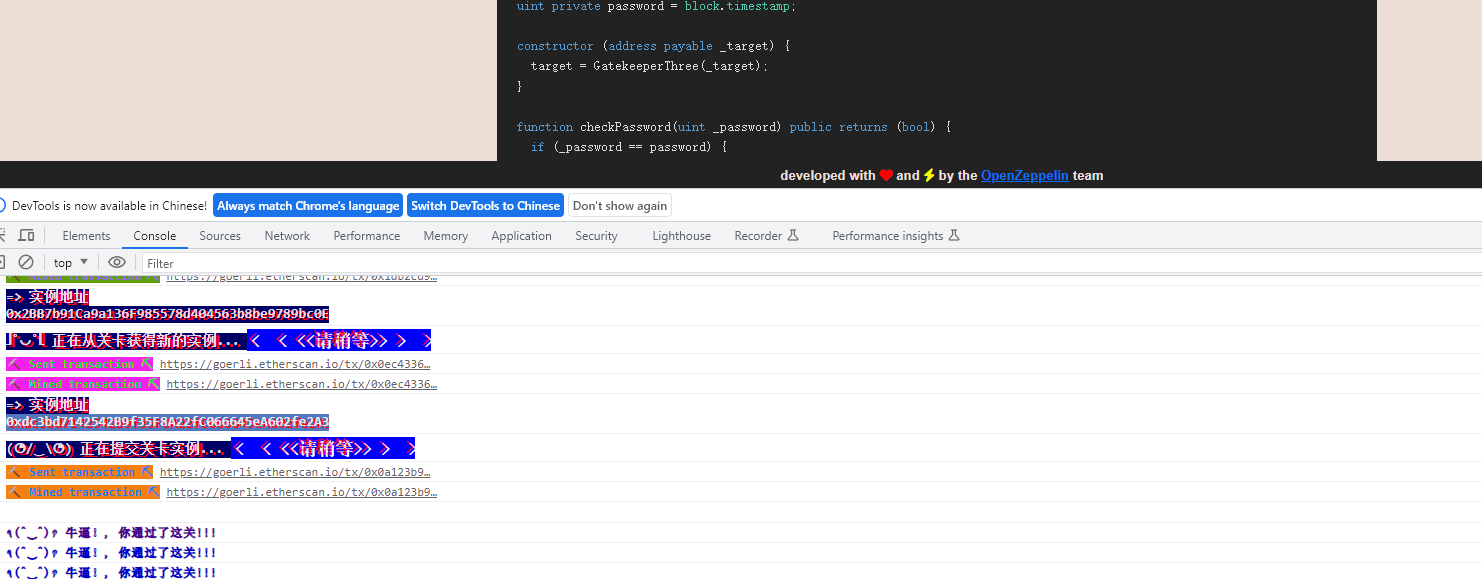 uint private password = block.timestamp;
constructor (address payable _target) {
target = GatekeeperThree(_target);
}
function checkPassword(uint _password) public returns (bool) {
if (_password == password) {
developed with ❤ and ⚡ by the OpenZeppelin team
DevTools is now available in Chinese! Always match Chrome's language Switch DevTools to Chinese Don't show again
Elements Console Sources Network Performance Memory Application Security Lighthouse Recorder Performance insights
top Filter
Mined transaction https://goerli.etherscan.io/tx/0x1db2cd9…
=> 实例地址
0x2BB7b91Ca9a136F985578d404563b8be9789bc0E
正在从关卡获得新的实例... < < <<请稍等>> > >
Sent transaction https://goerli.etherscan.io/tx/0x0ec4336…
Mined transaction https://goerli.etherscan.io/tx/0x0ec4336…
=> 实例地址
0xdc3bd7142542B9f35F8A22fC066645eA602fe2A3
正在提交关卡实例... < < <<请稍等>> > >
Sent transaction https://goerli.etherscan.io/tx/0x0a123b9…
Mined transaction https://goerli.etherscan.io/tx/0x0a123b9…
٩(^‿^)۶ 牛逼!, 你通过了这关!!!
٩(^‿^)۶ 牛逼!, 你通过了这关!!!
٩(^‿^)۶ 牛逼!, 你通过了这关!!!